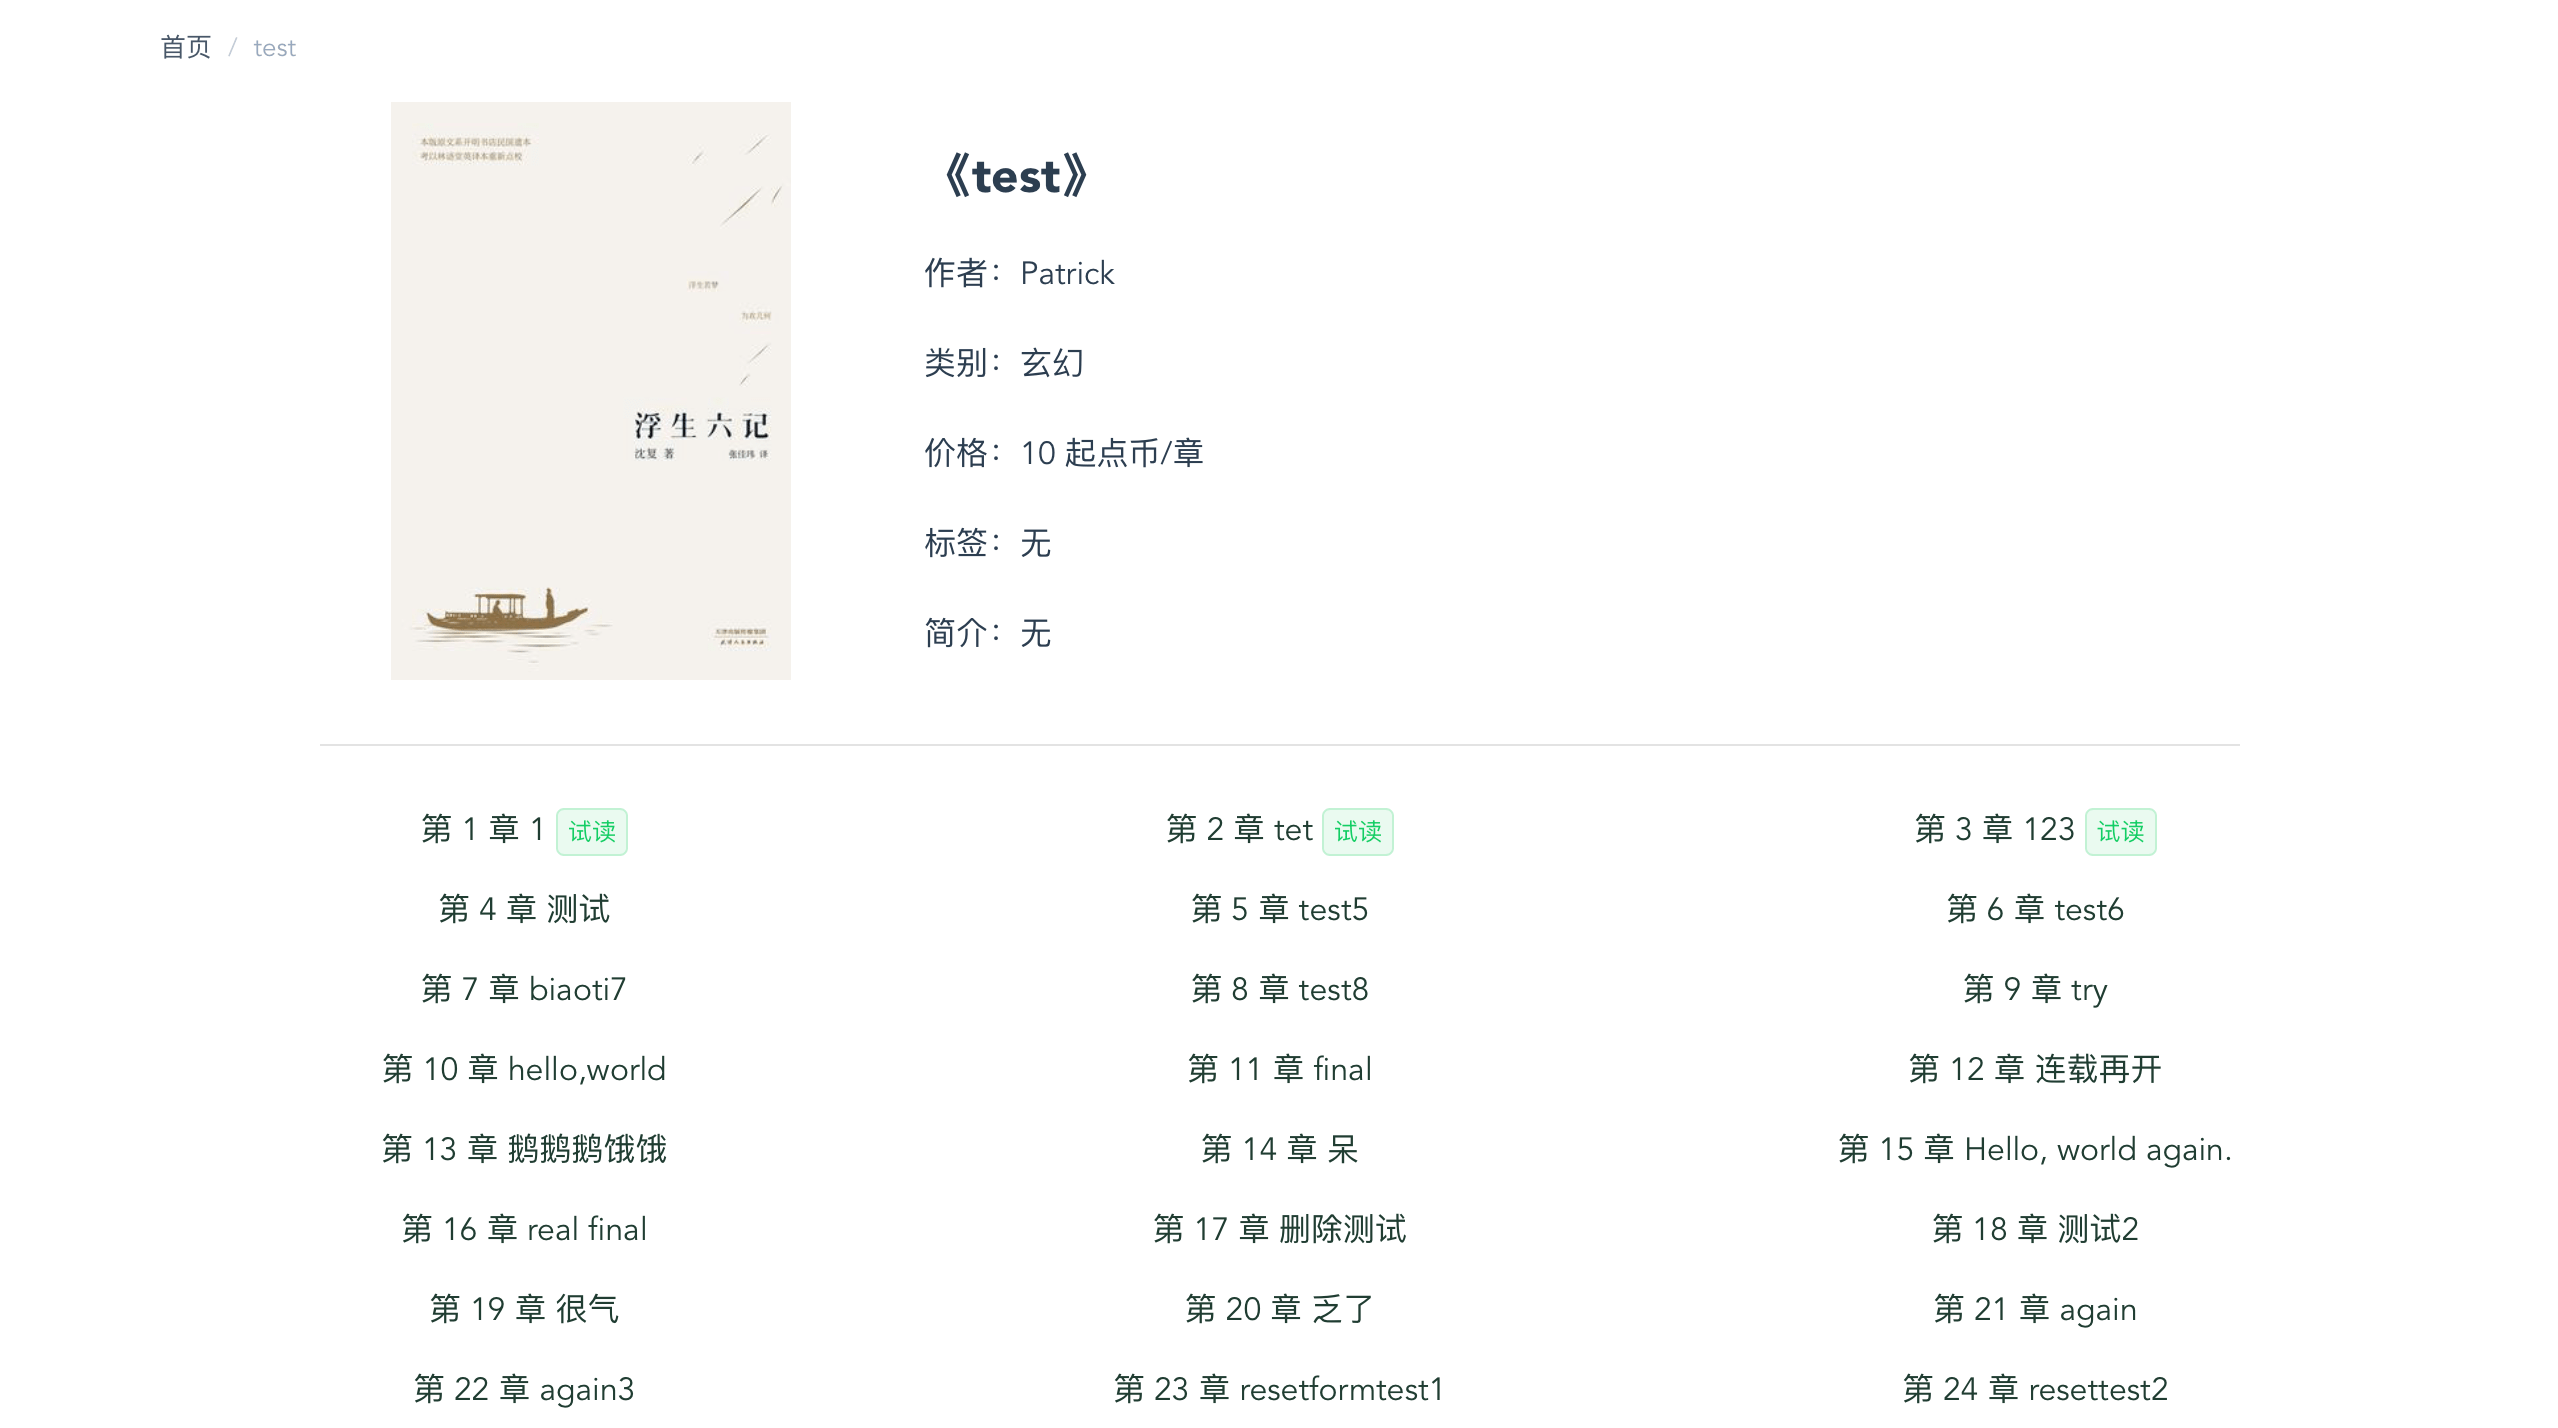 首页 / test
本版原文系开明书店民国遗本
考以林语堂英译本重新点校
浮生若梦
为欢几何
浮生六记
沈复 著 张佳玮 译
《test》
作者：Patrick
类别：玄幻
价格：10 起点币/章
标签：无
简介：无
第 1 章 1 试读
第 2 章 tet 试读
第 3 章 123 试读
第 4 章 测试
第 5 章 test5
第 6 章 test6
第 7 章 biaoti7
第 8 章 test8
第 9 章 try
第 10 章 hello,world
第 11 章 final
第 12 章 连载再开
第 13 章 鹅鹅鹅饿饿
第 14 章 呆
第 15 章 Hello, world again.
第 16 章 real final
第 17 章 删除测试
第 18 章 测试2
第 19 章 很气
第 20 章 乏了
第 21 章 again
第 22 章 again3
第 23 章 resetformtest1
第 24 章 resettest2